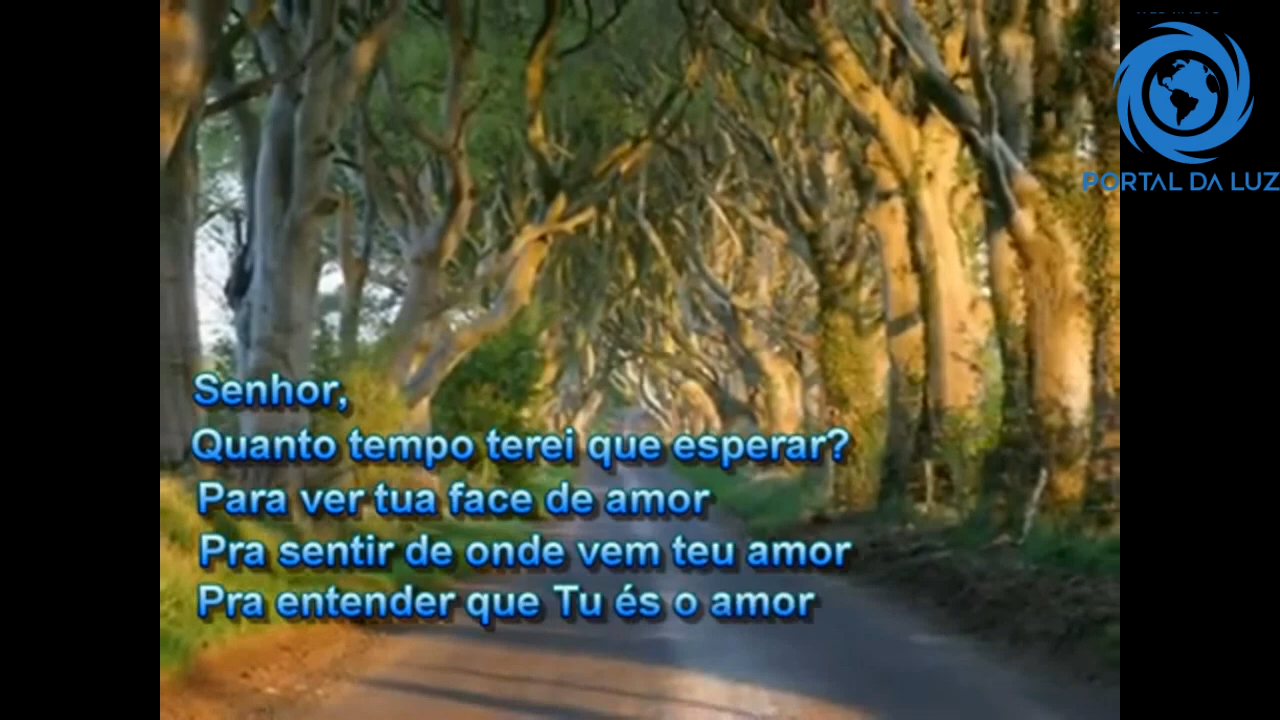 PORTAL DA LUZ
Senhor,
Quanto tempo terei que esperar?
Para ver tua face de amor
Pra sentir de onde vem teu amor
Pra entender que Tu és o amor